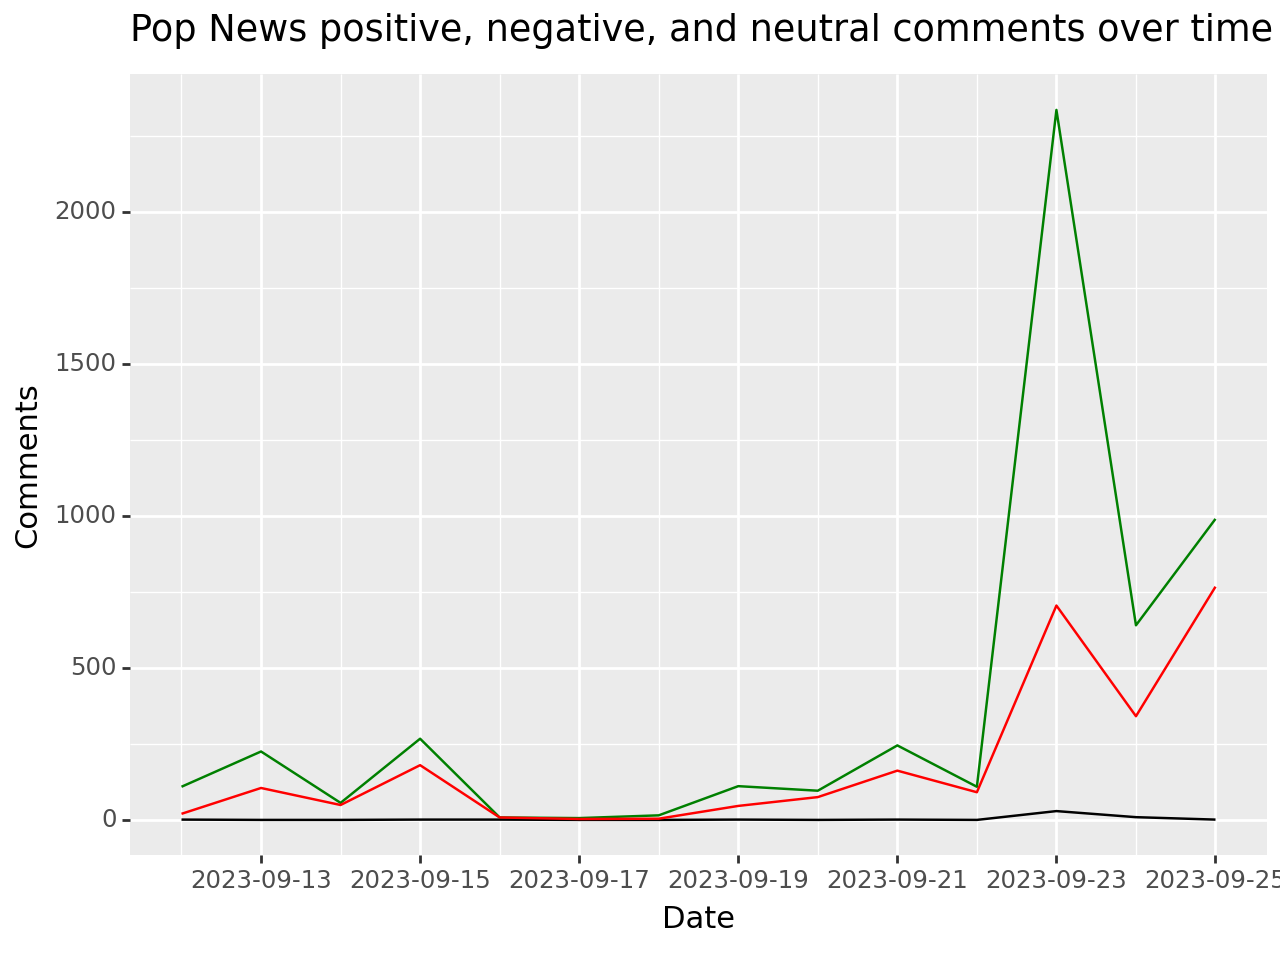 Pop News positive, negative, and neutral comments over time
Comments
2000
1500
1000
500
0
2023-09-13 2023-09-15 2023-09-17 2023-09-19 2023-09-21 2023-09-23 2023-09-25
Date